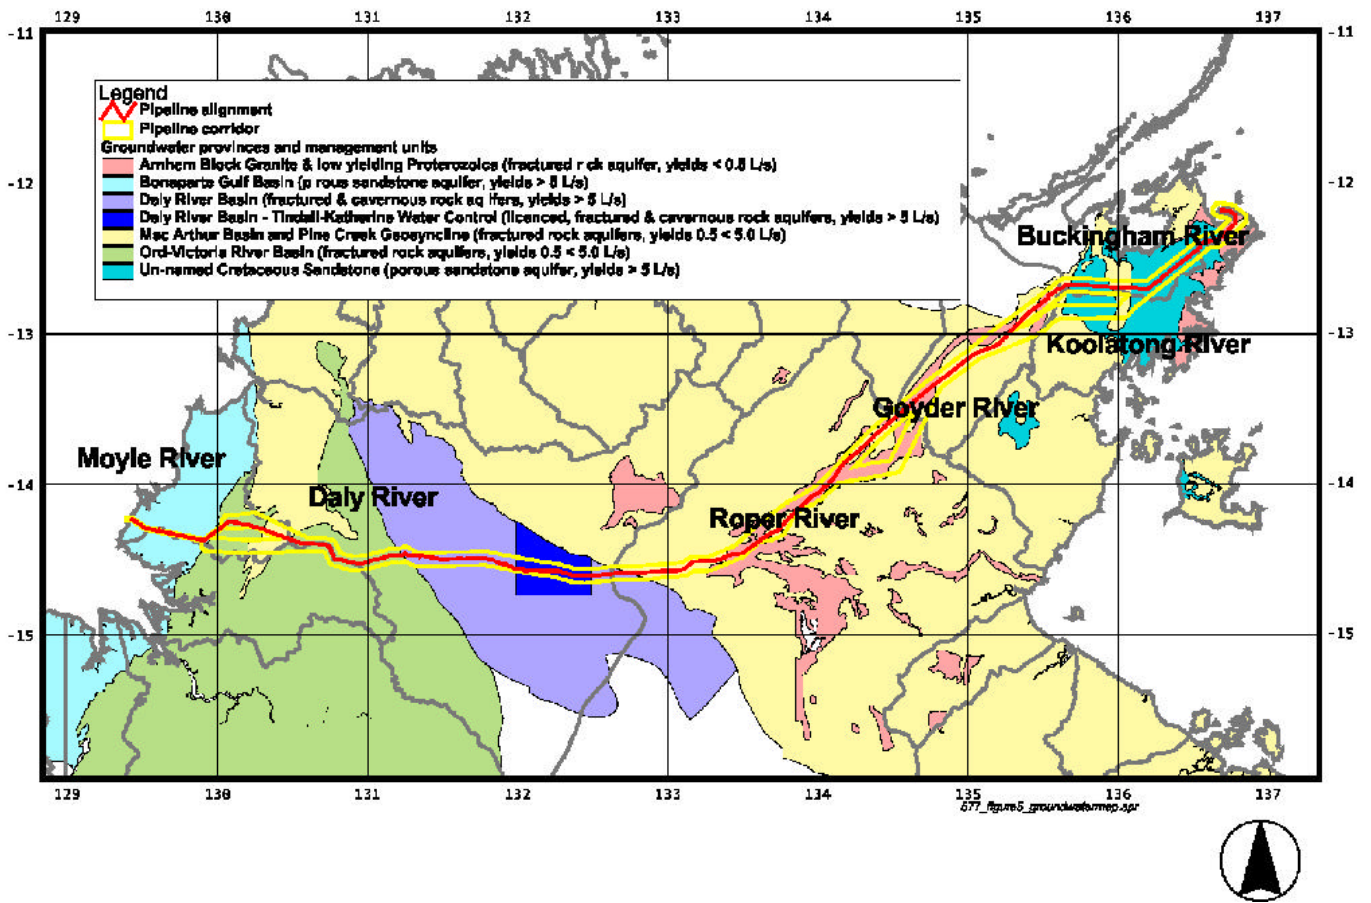 129 130 131 132 133 134 135 136 137
-11 -11
Legend
Pipeline alignment
Pipeline corridor
Groundwater provinces and management units
Arnhem Block Granite & low yielding Proterozoics (fractured r ck aquifer, yields < 0.5 L/s)
Bonaparte Gulf Basin (p rous sandstone aquifer, yields > 5 L/s)
Daly River Basin (fractured & cavernous rock aq ifers, yields > 5 L/s)
Daly River Basin - Tindall-Katherine Water Control (licenced, fractured & cavernous rock aquifers, yields > 5 L/s)
Mac Arthur Basin and Pine Creek Geosyncline (fractured rock aquifers, yields 0.5 < 5.0 L/s)
Ord-Victoria River Basin (fractured rock aquifers, yields 0.5 < 5.0 L/s)
Un-named Cretaceous Sandstone (porous sandstone aquifer, yields > 5 L/s)
-12 -12
Buckingham River
-13 -13
Koolatong River
Goyder River
Moyle River
-14 -14
Daly River
Roper River
-15 -15
129 130 131 132 133 134 135 136 137
577_figure5_groundwatermap.apr